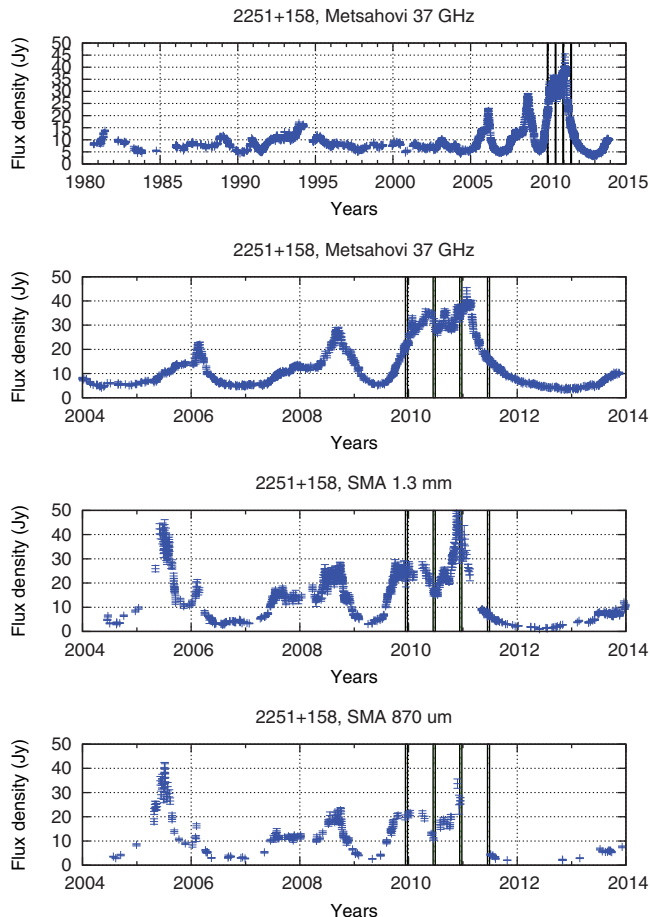 2251+158, Metsahovi 37 GHz
Flux density (Jy)
50
45
40
35
30
25
20
15
10
5
0
1980 1985 1990 1995 2000 2005 2010 2015
Years
2251+158, Metsahovi 37 GHz
Flux density (Jy)
50
40
30
20
10
0
2004 2006 2008 2010 2012 2014
Years
2251+158, SMA 1.3 mm
Flux density (Jy)
50
40
30
20
10
0
2004 2006 2008 2010 2012 2014
Years
2251+158, SMA 870 um
Flux density (Jy)
50
40
30
20
10
0
2004 2006 2008 2010 2012 2014
Years